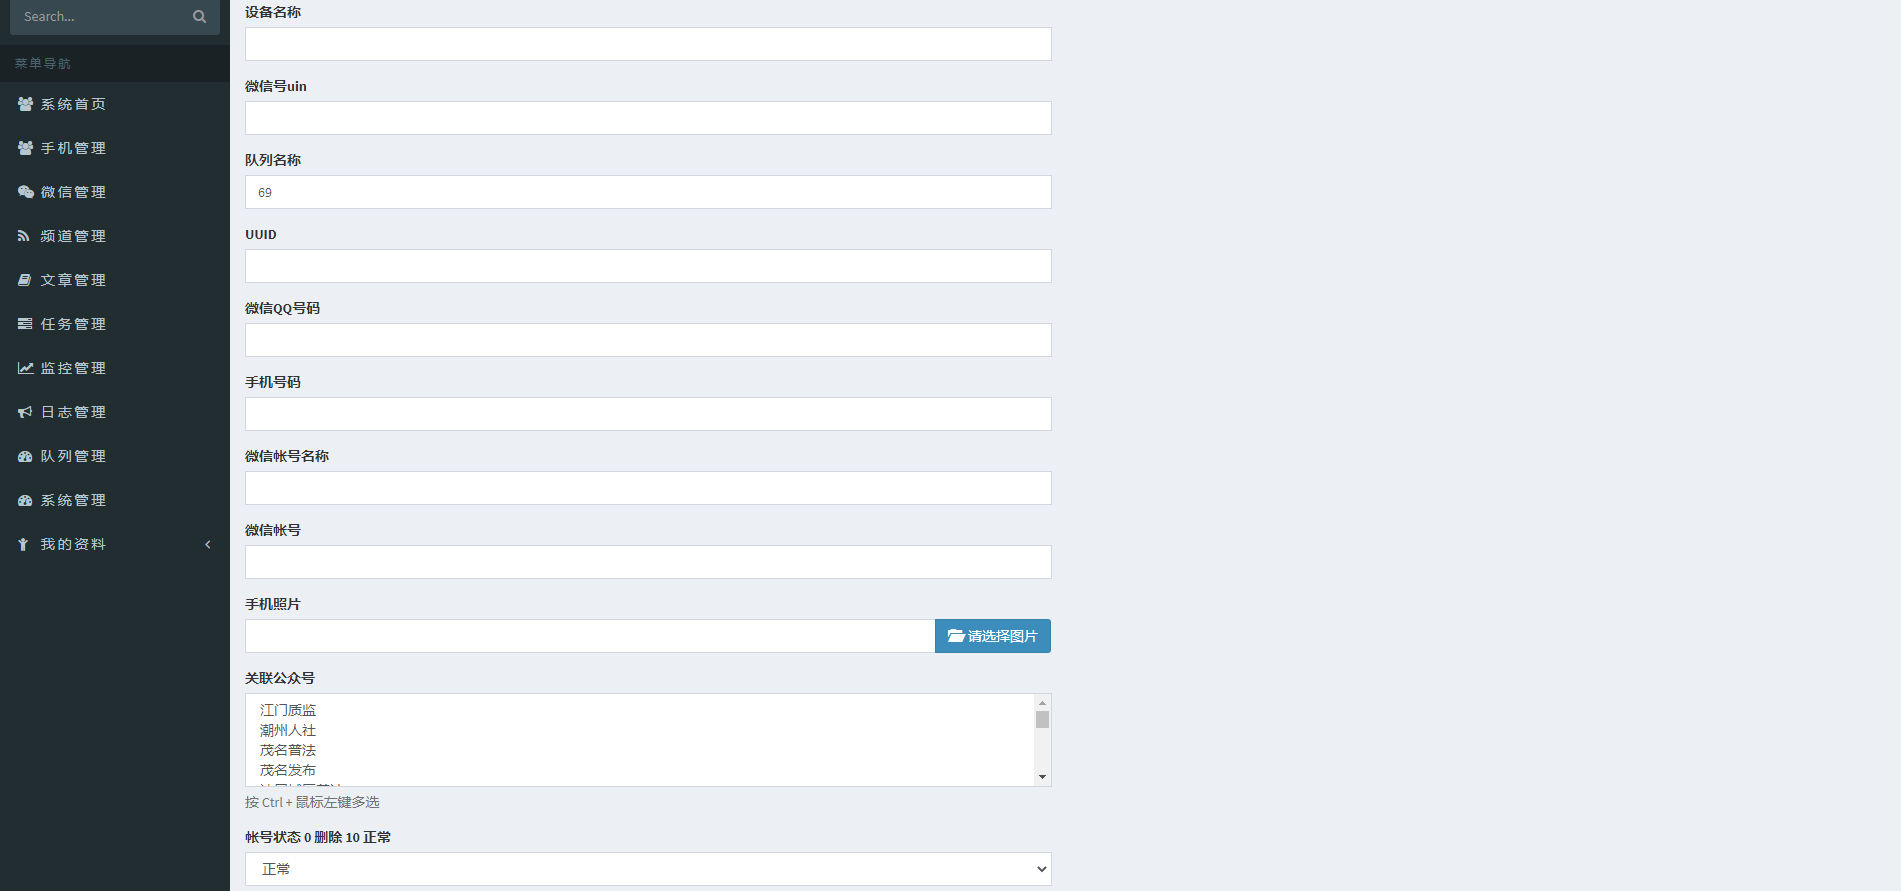 Search...
菜单导航
系统首页
手机管理
微信管理
频道管理
文章管理
任务管理
监控管理
日志管理
队列管理
系统管理
我的资料
设备名称
微信号uin
队列名称
69
UUID
微信QQ号码
手机号码
微信帐号名称
微信帐号
手机照片
请选择图片
关联公众号
江门质监
潮州人社
茂名普法
茂名发布
按 Ctrl + 鼠标左键多选
帐号状态 0 删除 10 正常
正常